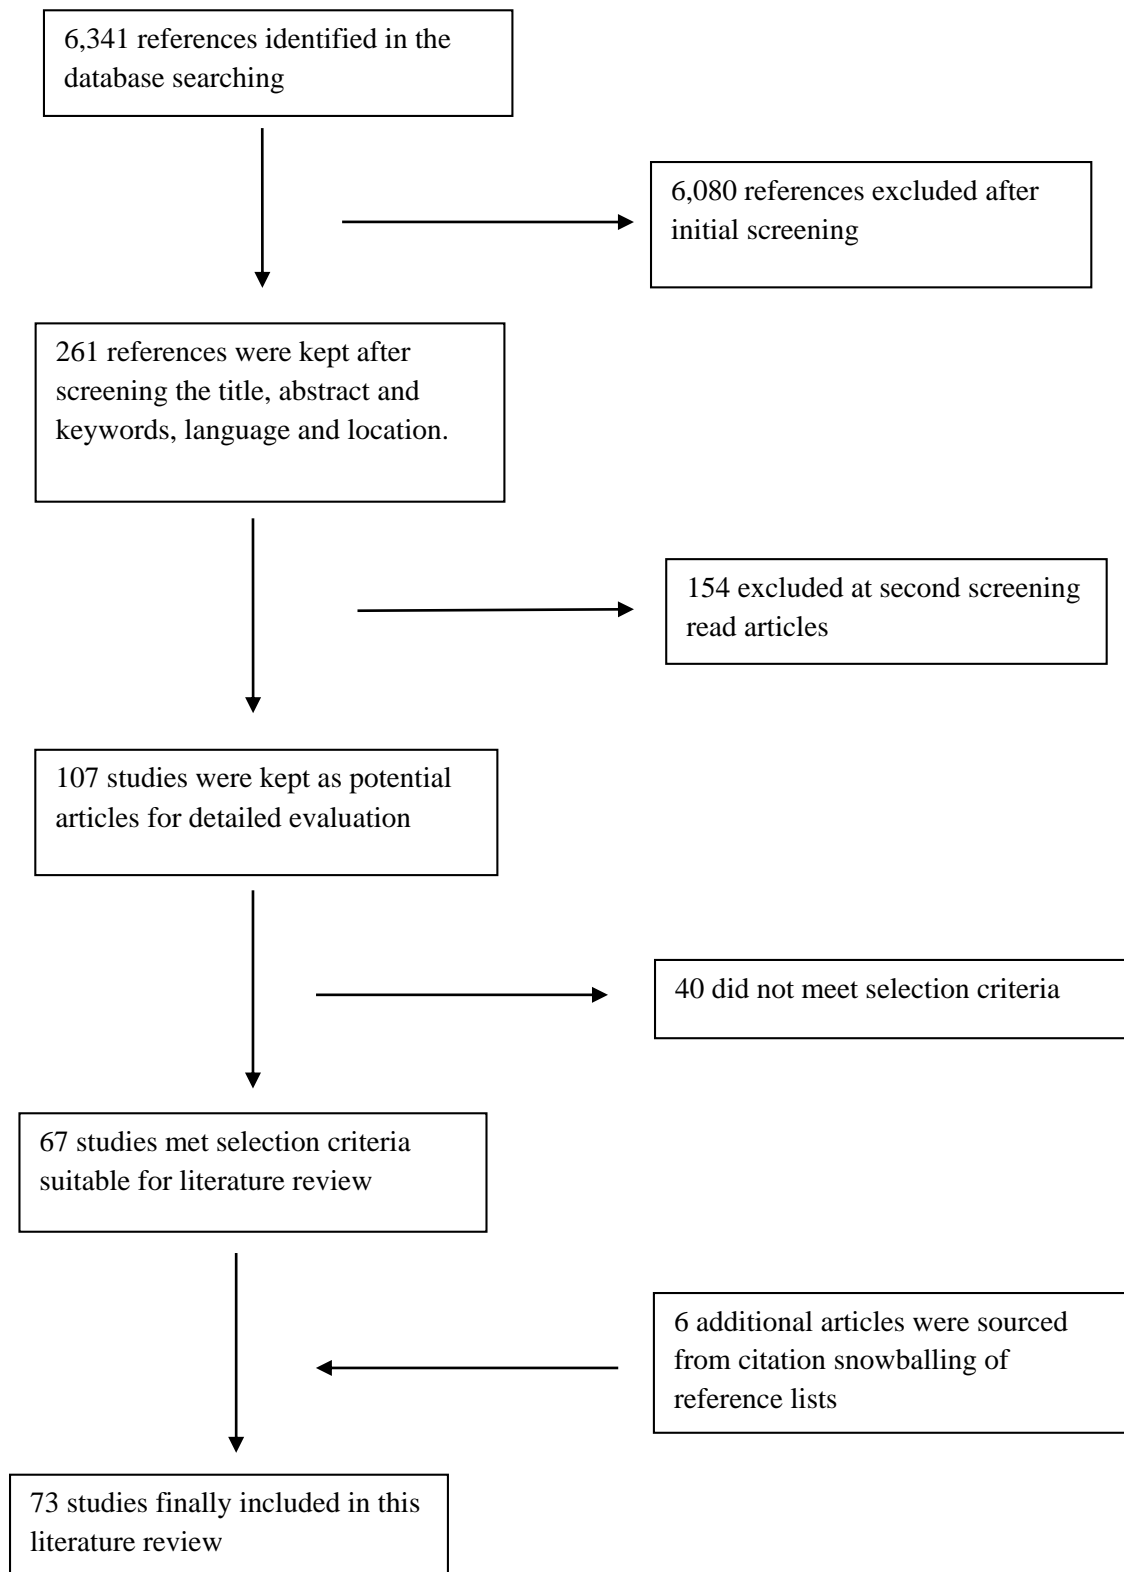 6,341 references identified in the
database searching
6,080 references excluded after
initial screening
261 references were kept after
screening the title, abstract and
keywords, language and location.
154 excluded at second screening
read articles
107 studies were kept as potential
articles for detailed evaluation
40 did not meet selection criteria
67 studies met selection criteria
suitable for literature review
6 additional articles were sourced
from citation snowballing of
reference lists
73 studies finally included in this
literature review